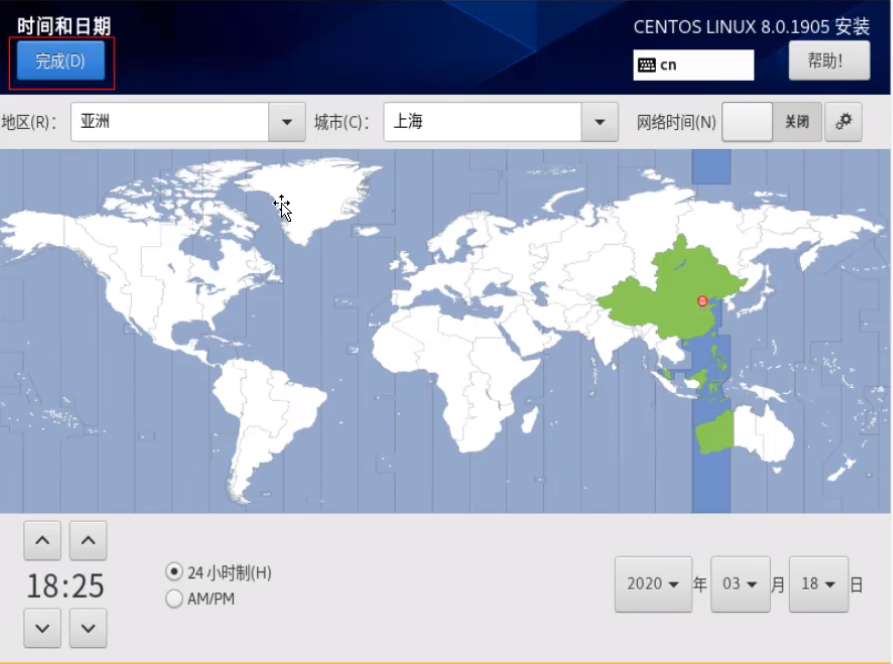 时间和日期
CENTOS LINUX 8.0.1905 安装
完成(D)
cn
帮助!
地区(R): 亚洲 城市(C): 上海 网络时间(N) 关闭
18:25
24 小时制(H)
AM/PM
2020 年 03 月 18 日